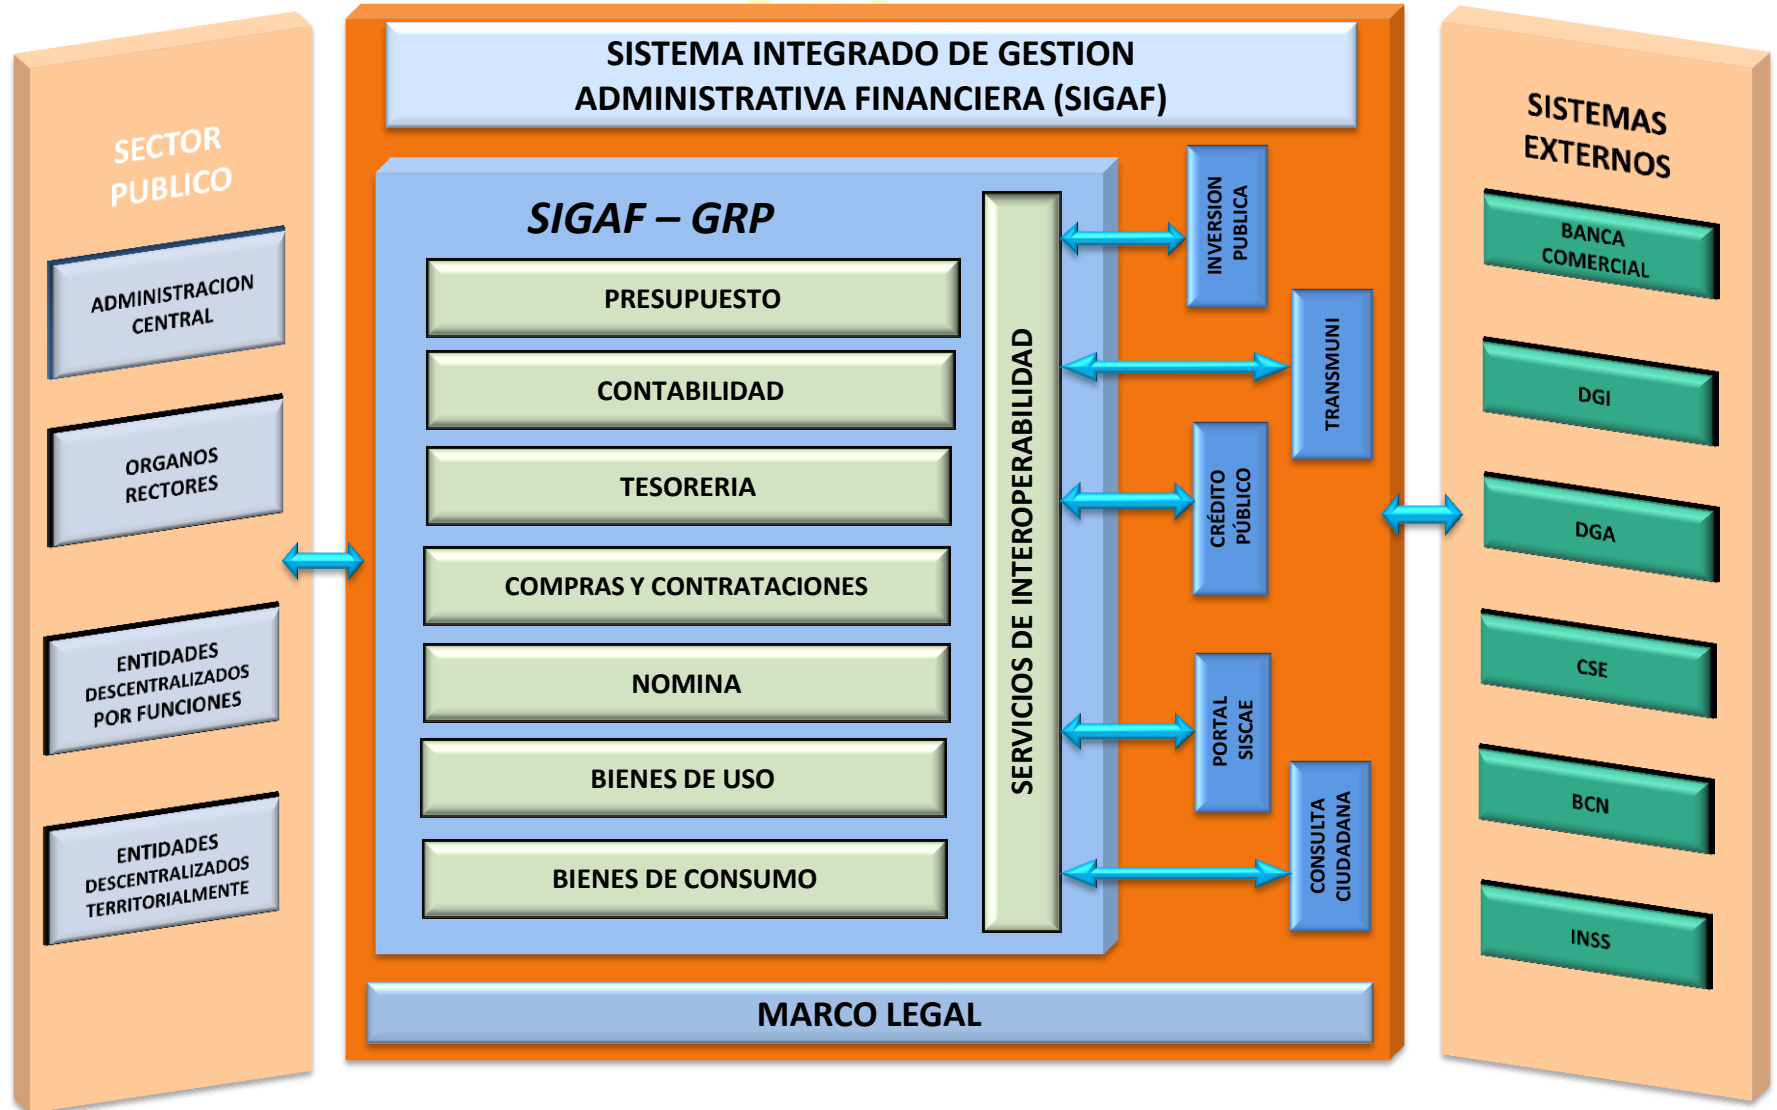 SISTEMA INTEGRADO DE GESTION
ADMINISTRATIVA FINANCIERA (SIGAF)
SECTOR
PUBLICO
ADMINISTRACION
CENTRAL
ORGANOS
RECTORES
ENTIDADES
DESCENTRALIZADOS
POR FUNCIONES
ENTIDADES
DESCENTRALIZADOS
TERRITORIALMENTE
SIGAF – GRP
PRESUPUESTO
CONTABILIDAD
TESORERIA
COMPRAS Y CONTRATACIONES
NOMINA
BIENES DE USO
BIENES DE CONSUMO
SERVICIOS DE INTEROPERABILIDAD
INVERSION
PUBLICA
TRANSMUNI
CRÉDITO
PÚBLICO
PORTAL
SISCAE
CONSULTA
CIUDADANA
MARCO LEGAL
SISTEMAS
EXTERNOS
BANCA
COMERCIAL
DGI
DGA
CSE
BCN
INSS